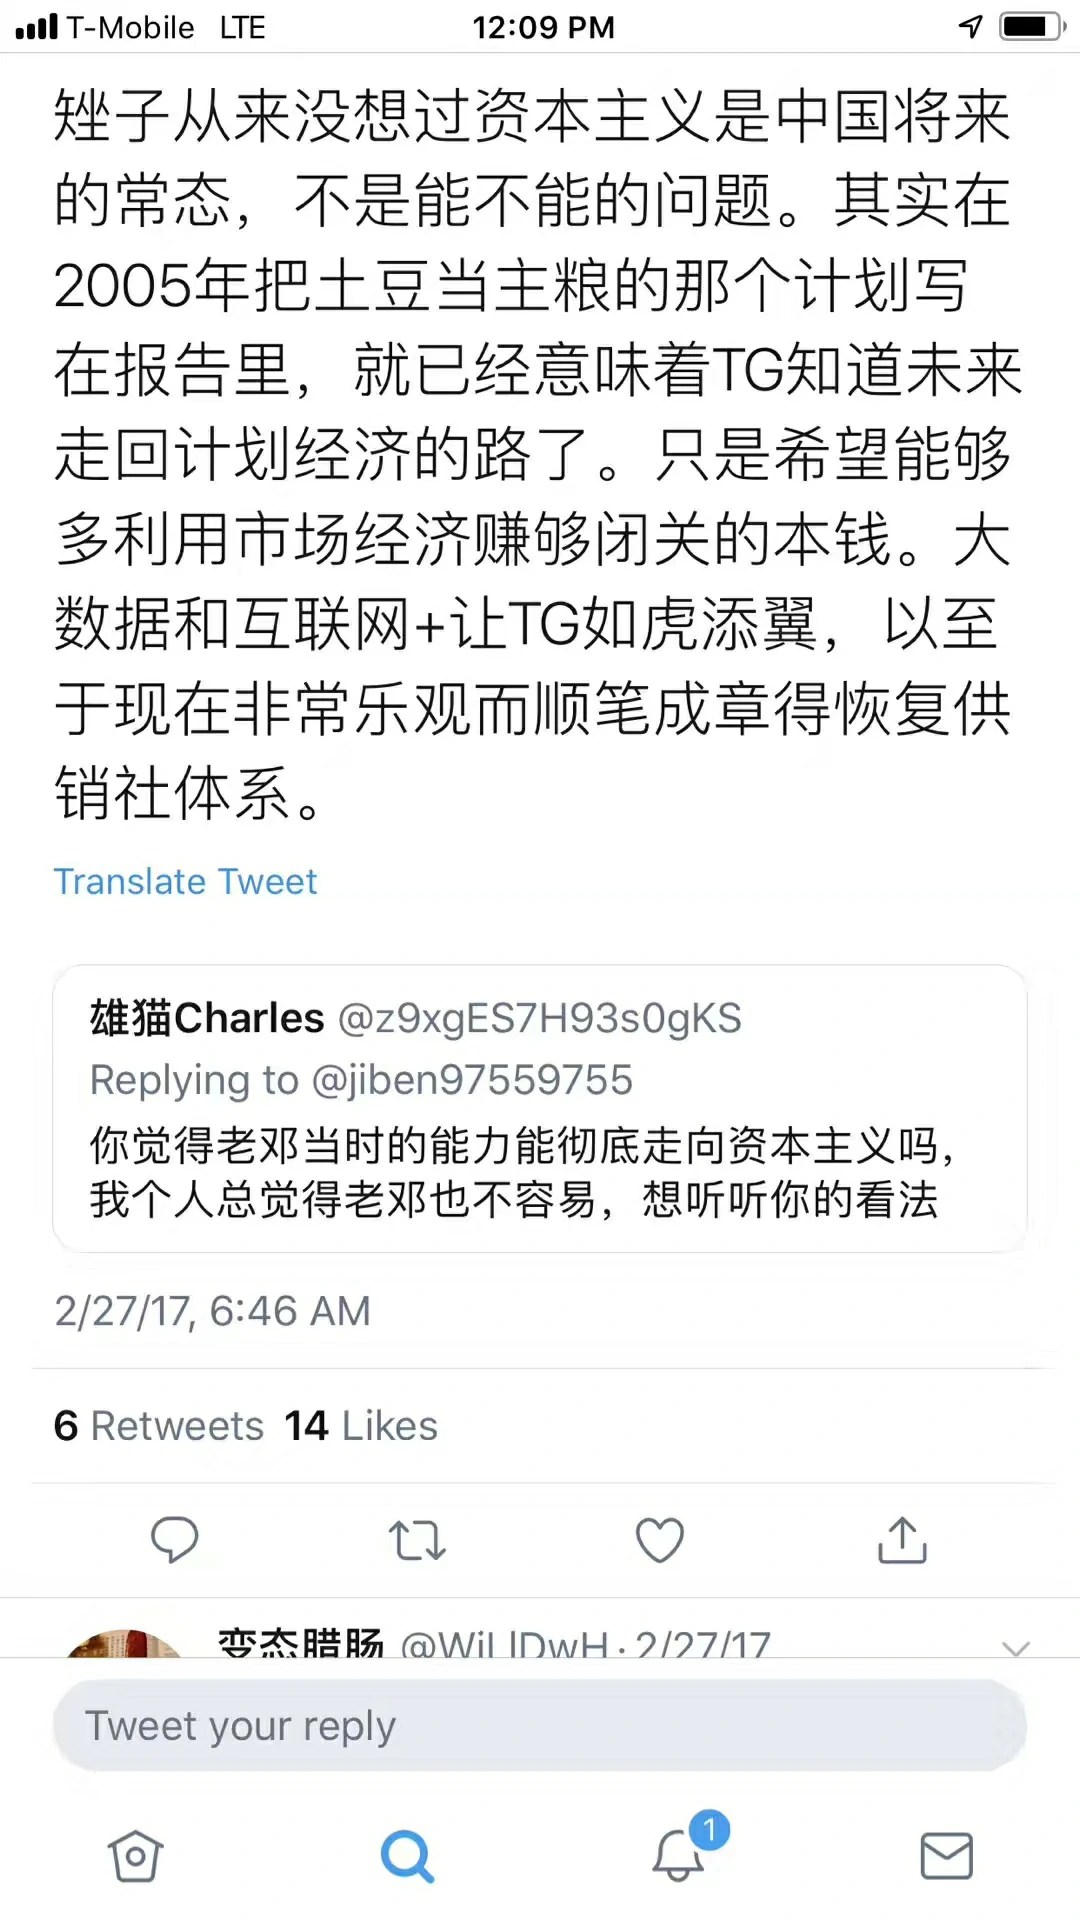 T-Mobile LTE 12:09 PM
矬子从来没想过资本主义是中国将来
的常态，不是能不能的问题。其实在
2005年把土豆当主粮的那个计划写
在报告里，就已经意味着TG知道未来
走回计划经济的路了。只是希望能够
多利用市场经济赚够闭关的本钱。大
数据和互联网+让TG如虎添翼，以至
于现在非常乐观而顺笔成章得恢复供
销社体系。
Translate Tweet
雄猫Charles @z9xgES7H93s0gKS
Replying to @jiben97559755
你觉得老邓当时的能力能彻底走向资本主义吗，
我个人总觉得老邓也不容易，想听听你的看法
2/27/17, 6:46 AM
6 Retweets 14 Likes
变态腊肠 @WiLlDwH · 2/27/17
Tweet your reply
1